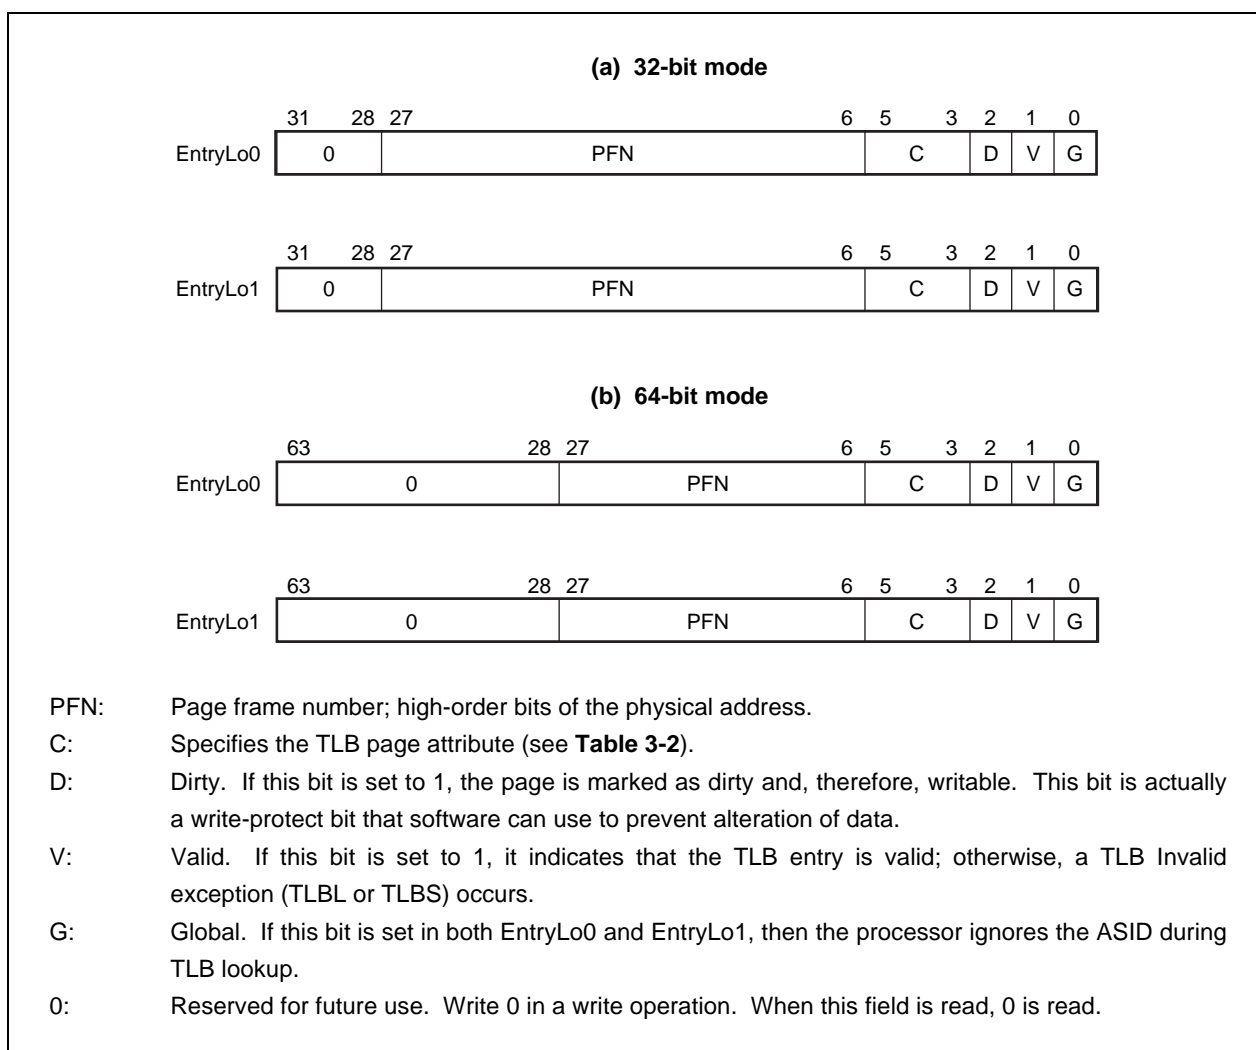 (a) 32-bit mode
31 28 27 6 5 3 2 1 0
EntryLo0 0 PFN C D V G
31 28 27 6 5 3 2 1 0
EntryLo1 0 PFN C D V G
(b) 64-bit mode
63 28 27 6 5 3 2 1 0
EntryLo0 0 PFN C D V G
63 28 27 6 5 3 2 1 0
EntryLo1 0 PFN C D V G
PFN: Page frame number; high-order bits of the physical address.
C: Specifies the TLB page attribute (see Table 3-2).
D: Dirty. If this bit is set to 1, the page is marked as dirty and, therefore, writable. This bit is actually
a write-protect bit that software can use to prevent alteration of data.
V: Valid. If this bit is set to 1, it indicates that the TLB entry is valid; otherwise, a TLB Invalid
exception (TLBL or TLBS) occurs.
G: Global. If this bit is set in both EntryLo0 and EntryLo1, then the processor ignores the ASID during
TLB lookup.
0: Reserved for future use. Write 0 in a write operation. When this field is read, 0 is read.